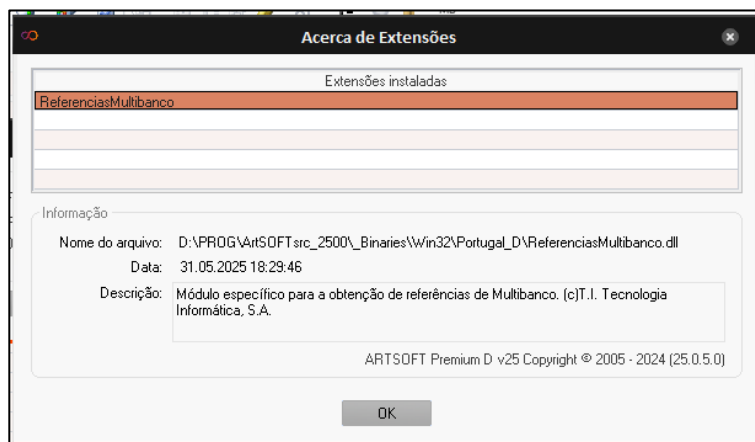 Acerca de Extensões
Extensões instaladas
ReferenciasMultibanco
Informação
Nome do arquivo: D:\PROG\ArtSOFTsrc_2500\_Binaries\Win32\Portugal_D\ReferenciasMultibanco.dll
Data: 31.05.2025 18:29:46
Descrição: Módulo específico para a obtenção de referências de Multibanco. (c)T.I. Tecnologia
Informática, S.A.
ARTSOFT Premium D v25 Copyright © 2005 - 2024 (25.0.5.0)
OK